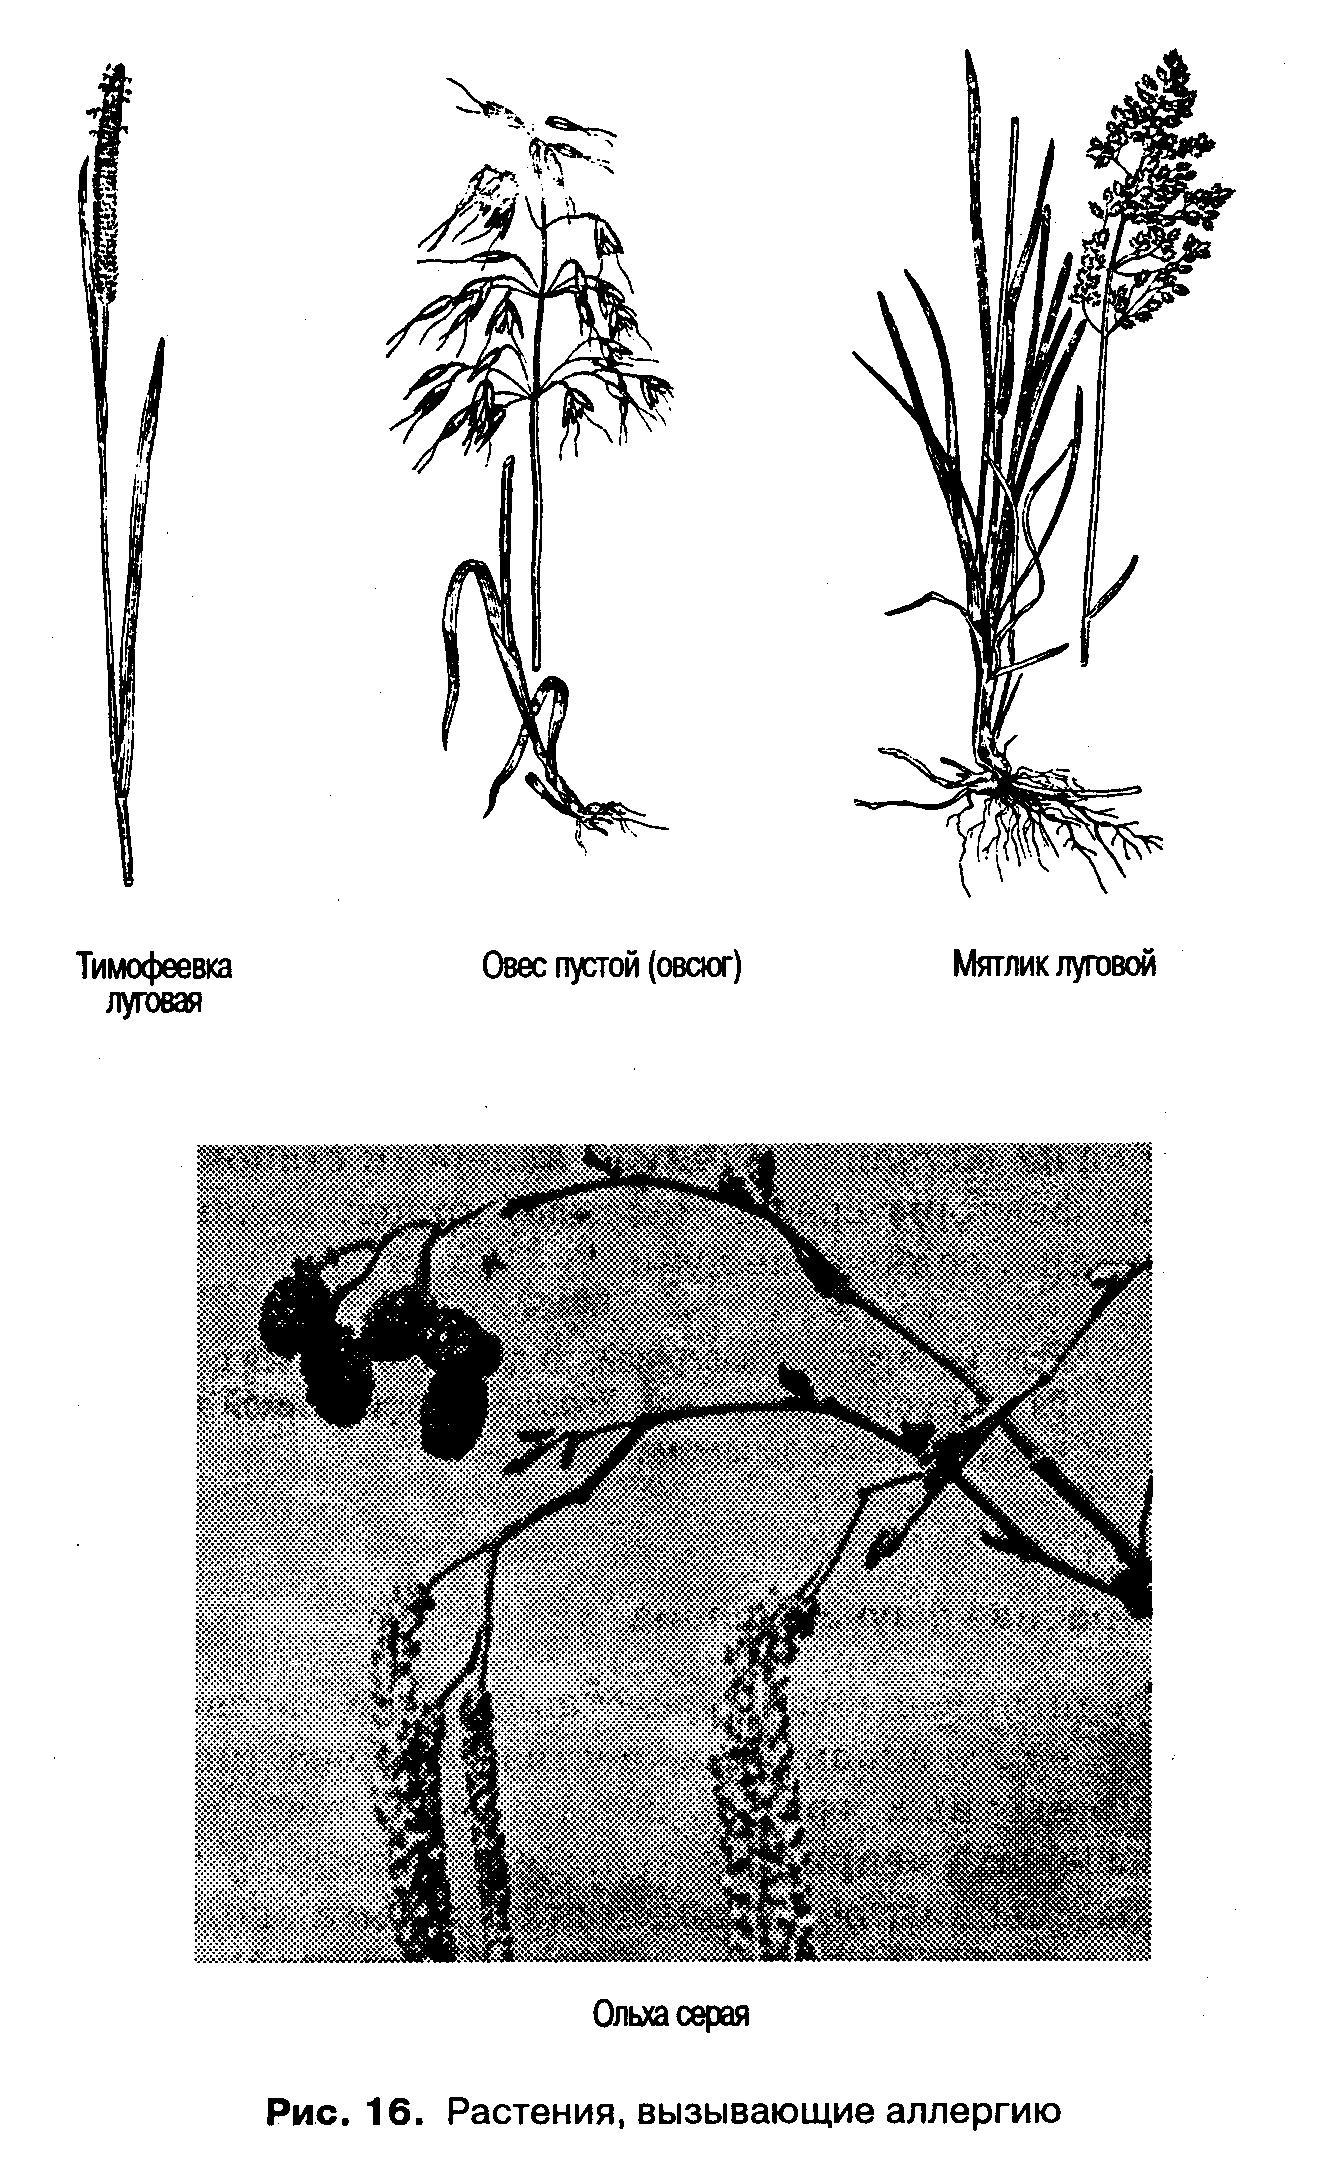 Тимофеевка
луговая
Овес пустой (овсюг)
Мятлик луговой
Ольха серая
Рис. 16. Растения, вызывающие аллергию